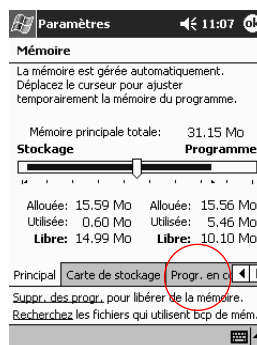 Paramètres 11:07 ok
Mémoire
La mémoire est gérée automatiquement.
Déplacez le curseur pour ajuster
temporairement la mémoire du programme.
Mémoire principale totale: 31.15 Mo
Stockage Programme
Allouée: 15.59 Mo Allouée: 15.56 Mo
Utilisée: 0.60 Mo Utilisée: 5.46 Mo
Libre: 14.99 Mo Libre: 10.10 Mo
Principal Carte de stockage Progr. en co
Suppr. des progr. pour libérer de la mémoire.
Recherchez les fichiers qui utilisent bcp de mém.